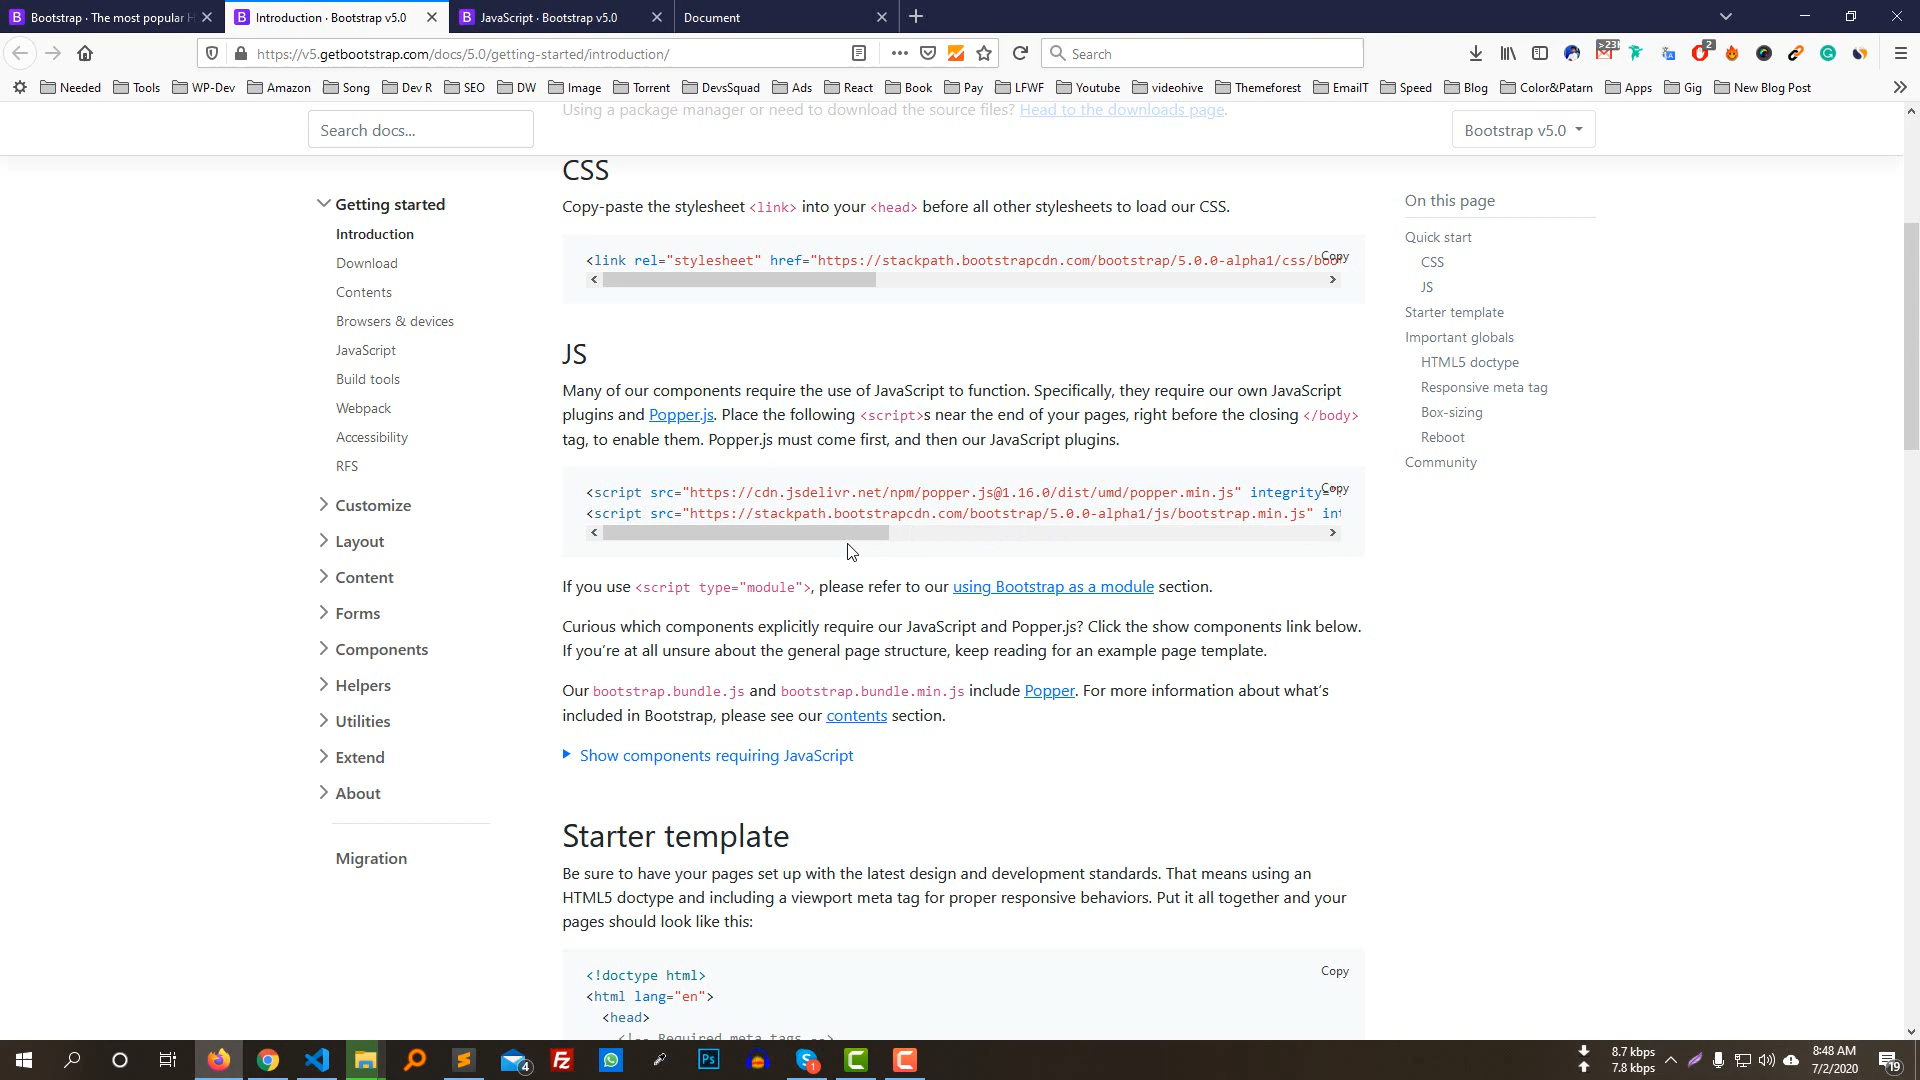 Bootstrap · The most popular H
Introduction · Bootstrap v5.0
JavaScript · Bootstrap v5.0
Document
https://v5.getbootstrap.com/docs/5.0/getting-started/introduction/
Search
>23K
2
Needed
Tools
WP-Dev
Amazon
Song
Dev R
SEO
DW
Image
Torrent
DevsSquad
Ads
React
Book
Pay
LFWF
Youtube
videohive
Themeforest
EmailT
Speed
Blog
Color&Patarn
Apps
Gig
New Blog Post
Using a package manager or need to download the source files? Head to the downloads page.
Search docs...
Bootstrap v5.0
Getting started
Introduction
Download
Contents
Browsers & devices
JavaScript
Build tools
Webpack
Accessibility
RFS
Customize
Layout
Content
Forms
Components
Helpers
Utilities
Extend
About
Migration
CSS
Copy-paste the stylesheet <link> into your <head> before all other stylesheets to load our CSS.
Copy
<link rel="stylesheet" href="https://stackpath.bootstrapcdn.com/bootstrap/5.0.0-alpha1/css/boo
JS
Many of our components require the use of JavaScript to function. Specifically, they require our own JavaScript
plugins and Popper.js. Place the following <script>s near the end of your pages, right before the closing </body>
tag, to enable them. Popper.js must come first, and then our JavaScript plugins.
Copy
<script src="https://cdn.jsdelivr.net/npm/popper.js@1.16.0/dist/umd/popper.min.js" integrity="
<script src="https://stackpath.bootstrapcdn.com/bootstrap/5.0.0-alpha1/js/bootstrap.min.js" int
If you use <script type="module">, please refer to our using Bootstrap as a module section.
Curious which components explicitly require our JavaScript and Popper.js? Click the show components link below.
If you're at all unsure about the general page structure, keep reading for an example page template.
Our bootstrap.bundle.js and bootstrap.bundle.min.js include Popper. For more information about what's
included in Bootstrap, please see our contents section.
Show components requiring JavaScript
Starter template
Be sure to have your pages set up with the latest design and development standards. That means using an
HTML5 doctype and including a viewport meta tag for proper responsive behaviors. Put it all together and your
pages should look like this:
Copy
<!doctype html>
<html lang="en">
<head>
<!-- Required meta tags -->
On this page
Quick start
CSS
JS
Starter template
Important globals
HTML5 doctype
Responsive meta tag
Box-sizing
Reboot
Community
4
Fz
Ps
1
8.7 kbps
7.8 kbps
8:48 AM
7/2/2020
19